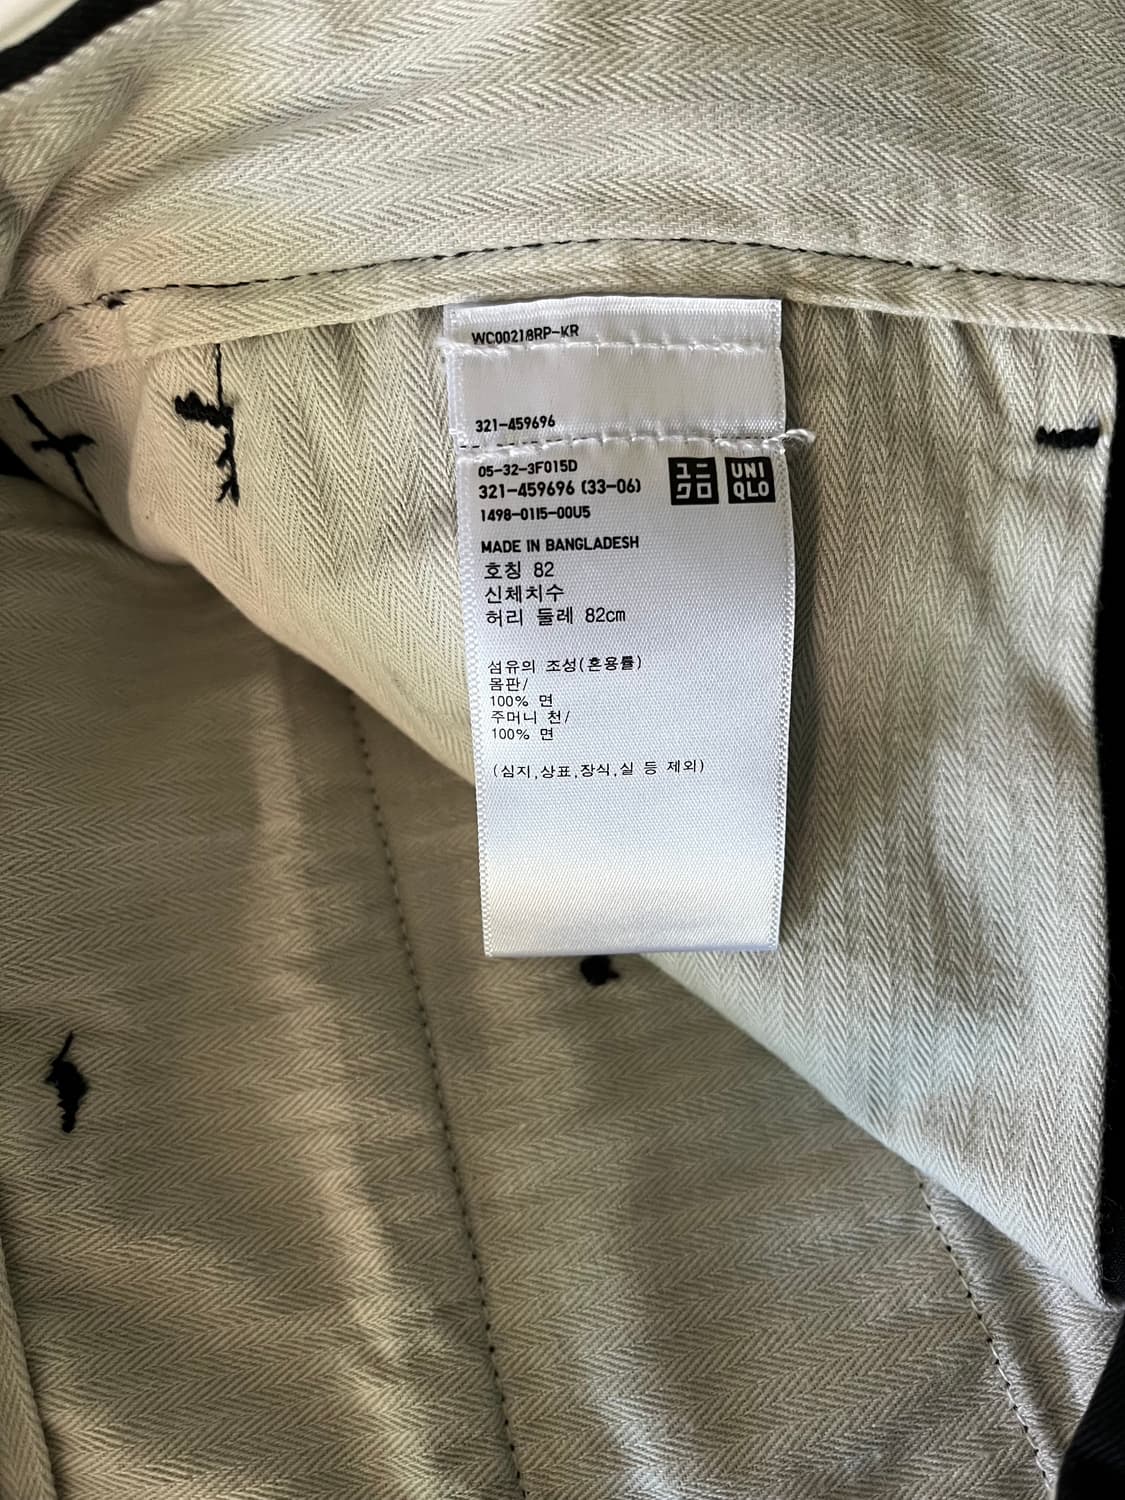 WC00218RP-KR
321-459696
05-32-3F015D
321-459696 (33-06)
1498-0115-00U5
ユニ
クロ
UNI
QLO
MADE IN BANGLADESH
호칭 82
신체치수
허리 둘레 82cm
섬유의 조성(혼용률)
몸판/
100% 면
주머니 천/
100% 면
(심지,상표,장식,실 등 제외)